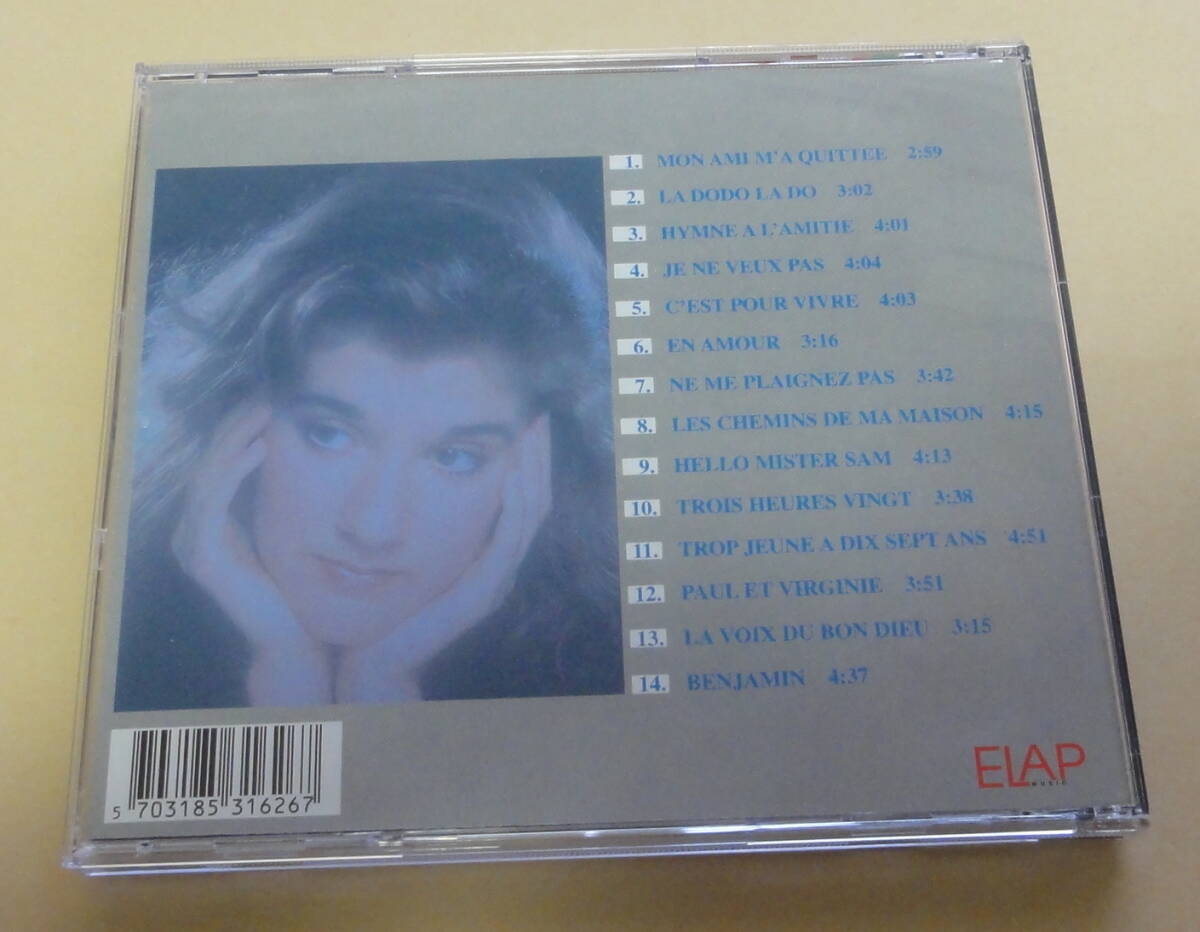 1. MON AMI M'A QUITTEE 2:59
2. LA DODO LA DO 3:02
3. HYMNE A L'AMITIE 4:01
4. JE NE VEUX PAS 4:04
5. C'EST POUR VIVRE 4:03
6. EN AMOUR 3:16
7. NE ME PLAIGNEZ PAS 3:42
8. LES CHEMINS DE MA MAISON 4:15
9. HELLO MISTER SAM 4:13
10. TROIS HEURES VINGT 3:38
11. TROP JEUNE A DIX SEPT ANS 4:51
12. PAUL ET VIRGINIE 3:51
13. LA VOIX DU BON DIEU 3:15
14. BENJAMIN 4:37
ELAP
MUSIC
5 703185 316267